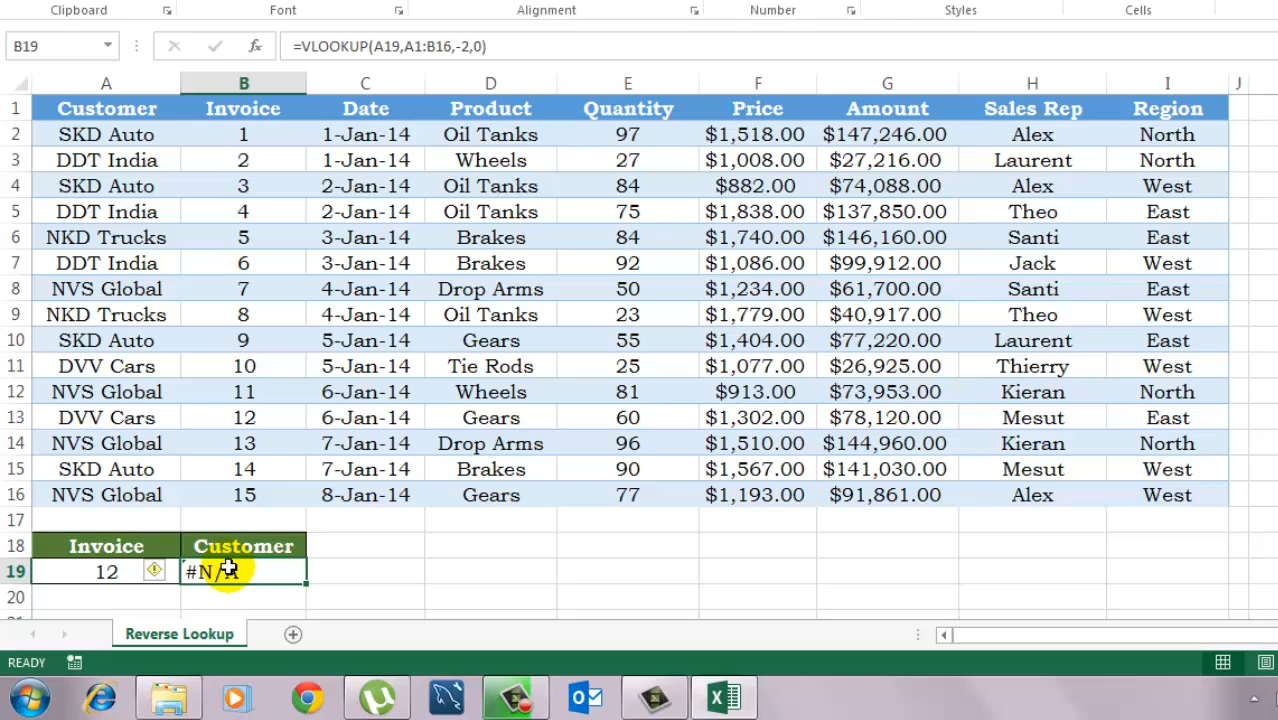 Clipboard Font Alignment Number Styles Cells
B19 fx =VLOOKUP(A19,A1:B16,-2,0)
A B C D E F G H I J
1 Customer Invoice Date Product Quantity Price Amount Sales Rep Region
2 SKD Auto 1 1-Jan-14 Oil Tanks 97 $1,518.00 $147,246.00 Alex North
3 DDT India 2 1-Jan-14 Wheels 27 $1,008.00 $27,216.00 Laurent North
4 SKD Auto 3 2-Jan-14 Oil Tanks 84 $882.00 $74,088.00 Alex West
5 DDT India 4 2-Jan-14 Oil Tanks 75 $1,838.00 $137,850.00 Theo East
6 NKD Trucks 5 3-Jan-14 Brakes 84 $1,740.00 $146,160.00 Santi East
7 DDT India 6 3-Jan-14 Brakes 92 $1,086.00 $99,912.00 Jack West
8 NVS Global 7 4-Jan-14 Drop Arms 50 $1,234.00 $61,700.00 Santi East
9 NKD Trucks 8 4-Jan-14 Oil Tanks 23 $1,779.00 $40,917.00 Theo West
10 SKD Auto 9 5-Jan-14 Gears 55 $1,404.00 $77,220.00 Laurent East
11 DVV Cars 10 5-Jan-14 Tie Rods 25 $1,077.00 $26,925.00 Thierry West
12 NVS Global 11 6-Jan-14 Wheels 81 $913.00 $73,953.00 Kieran North
13 DVV Cars 12 6-Jan-14 Gears 60 $1,302.00 $78,120.00 Mesut East
14 NVS Global 13 7-Jan-14 Drop Arms 96 $1,510.00 $144,960.00 Kieran North
15 SKD Auto 14 7-Jan-14 Brakes 90 $1,567.00 $141,030.00 Mesut West
16 NVS Global 15 8-Jan-14 Gears 77 $1,193.00 $91,861.00 Alex West
17
18 Invoice Customer
19 12 #N/A
20
Reverse Lookup
READY